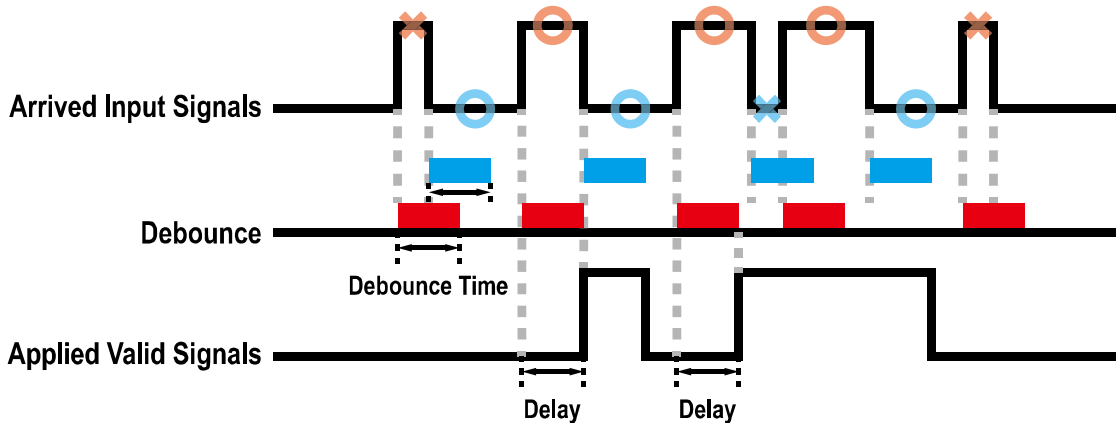 Arrived Input Signals
Debounce
Debounce Time
Applied Valid Signals
Delay
Delay